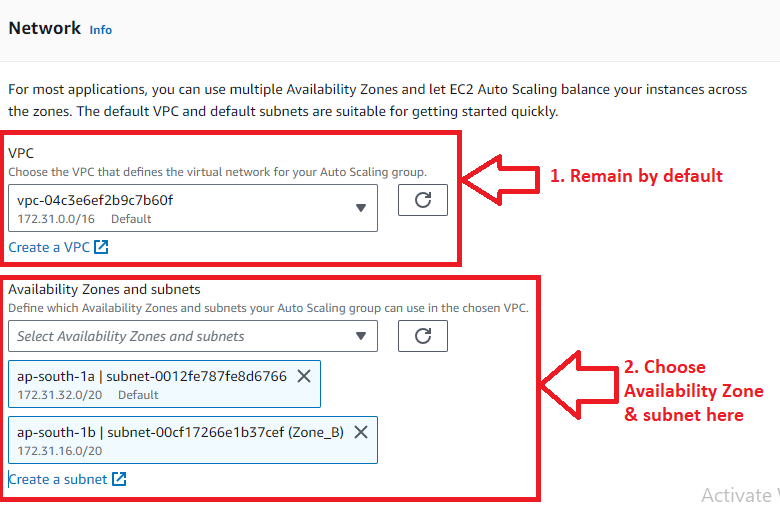 Network Info
For most applications, you can use multiple Availability Zones and let EC2 Auto Scaling balance your instances across
the zones. The default VPC and default subnets are suitable for getting started quickly.
VPC
Choose the VPC that defines the virtual network for your Auto Scaling group.
vpc-04c3e6ef2b9c7b60f
172.31.0.0/16 Default
1. Remain by default
Create a VPC
Availability Zones and subnets
Define which Availability Zones and subnets your Auto Scaling group can use in the chosen VPC.
Select Availability Zones and subnets
ap-south-1a | subnet-0012fe787fe8d6766
172.31.32.0/20 Default
ap-south-1b | subnet-00cf17266e1b37cef (Zone_B)
172.31.16.0/20
Create a subnet
2. Choose
Availability Zone
& subnet here
Activate